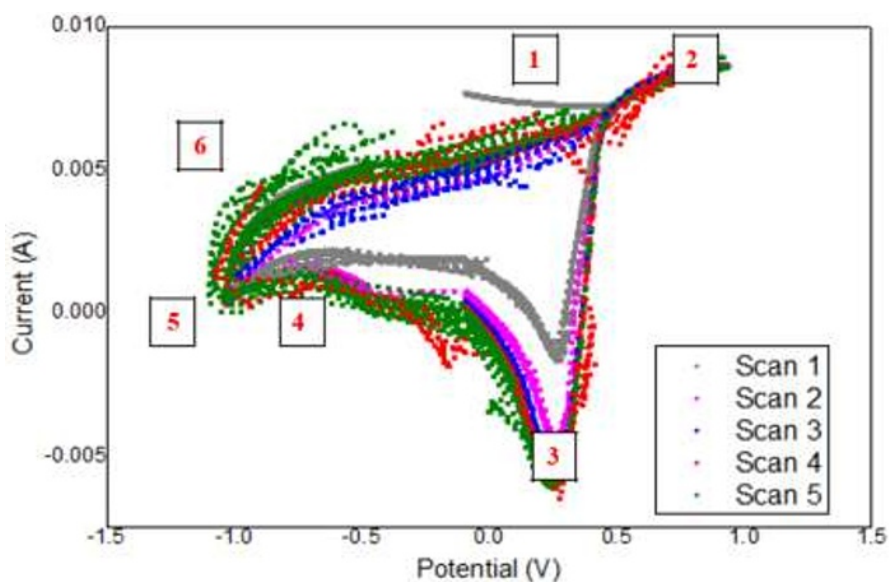 0.010
0.005
0.000
-0.005
Current (A)
1
2
6
5
4
3
Scan 1
Scan 2
Scan 3
Scan 4
Scan 5
-1.5
-1.0
-0.5
0.0
0.5
1.0
1.5
Potential (V)